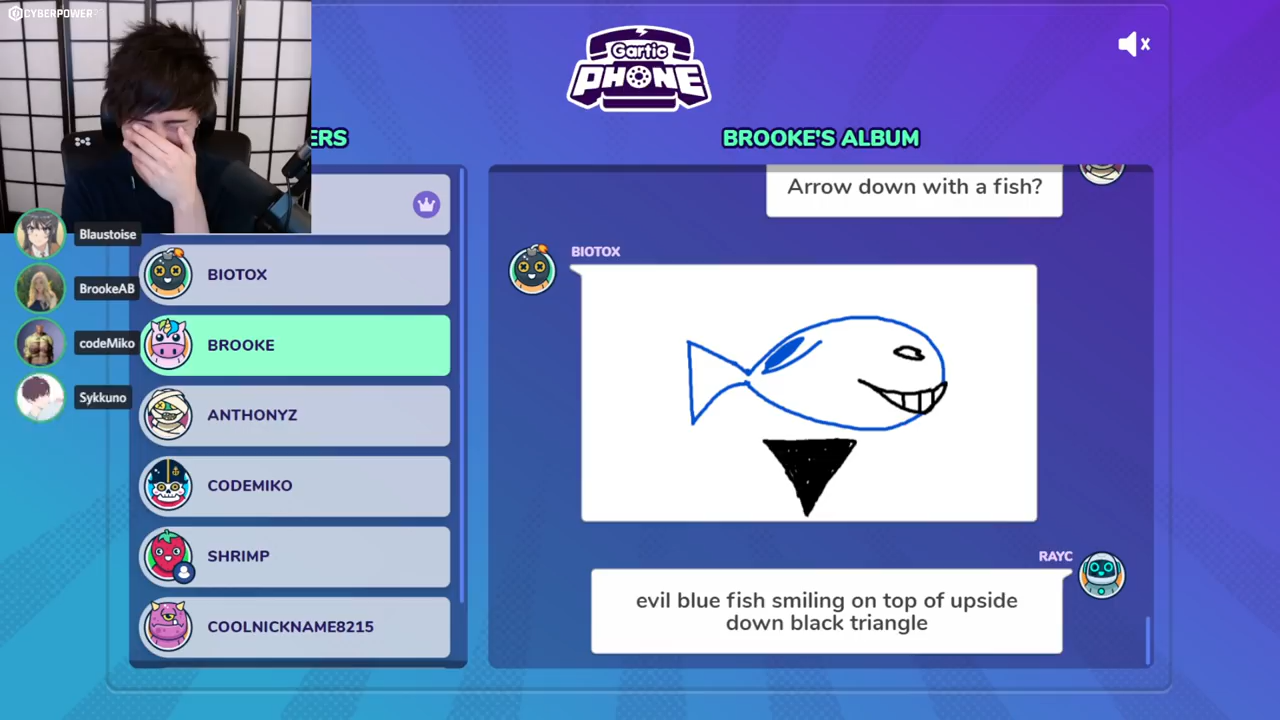 CYBERPOWER
Gartic
PHONE
ERS
BROOKE'S ALBUM
Blaustoise
BrookeAB
codeMiko
Sykkuno
BIOTOX
BROOKE
ANTHONYZ
CODEMIKO
SHRIMP
COOLNICKNAME8215
Arrow down with a fish?
BIOTOX
RAYC
evil blue fish smiling on top of upside
down black triangle